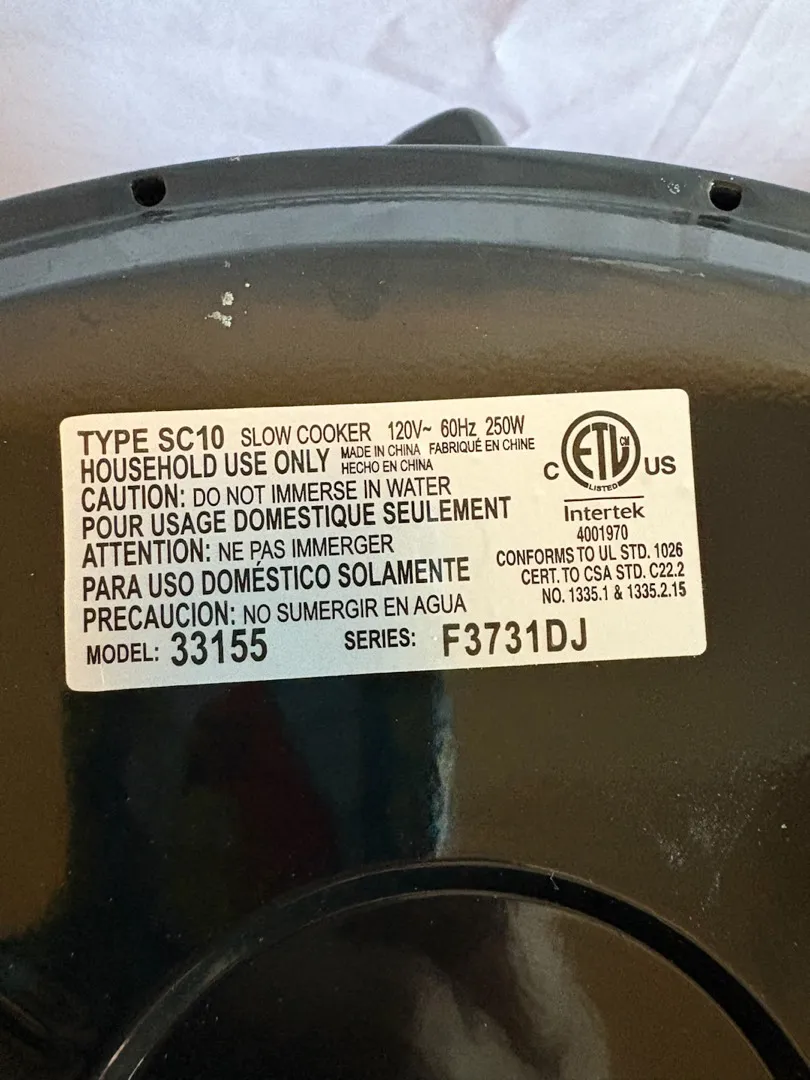 TYPE SC10 SLOW COOKER 120V~ 60Hz 250W
HOUSEHOLD USE ONLY MADE IN CHINA FABRIQUÉ EN CHINE
HECHO EN CHINA
CAUTION: DO NOT IMMERSE IN WATER
POUR USAGE DOMESTIQUE SEULEMENT
ATTENTION: NE PAS IMMERGER
PARA USO DOMÉSTICO SOLAMENTE
PRECAUCION: NO SUMERGIR EN AGUA
MODEL: 33155 SERIES: F3731DJ
C ETL CM US
LISTED
Intertek
4001970
CONFORMS TO UL STD. 1026
CERT. TO CSA STD. C22.2
NO. 1335.1 & 1335.2.15